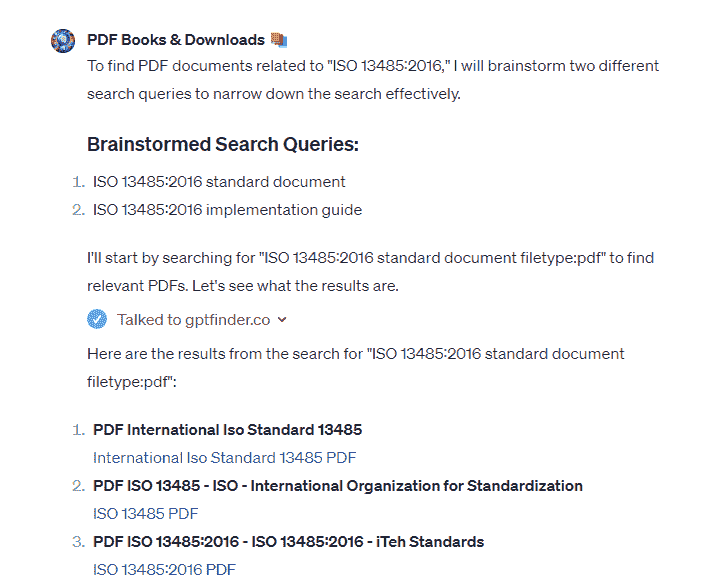 PDF Books & Downloads
To find PDF documents related to "ISO 13485:2016," I will brainstorm two different
search queries to narrow down the search effectively.
Brainstormed Search Queries:
1. ISO 13485:2016 standard document
2. ISO 13485:2016 implementation guide
I'll start by searching for "ISO 13485:2016 standard document filetype:pdf" to find
relevant PDFs. Let's see what the results are.
Talked to gptfinder.co
Here are the results from the search for "ISO 13485:2016 standard document
filetype:pdf":
1. PDF International Iso Standard 13485
International Iso Standard 13485 PDF
2. PDF ISO 13485 - ISO - International Organization for Standardization
ISO 13485 PDF
3. PDF ISO 13485:2016 - ISO 13485:2016 - iTeh Standards
ISO 13485:2016 PDF